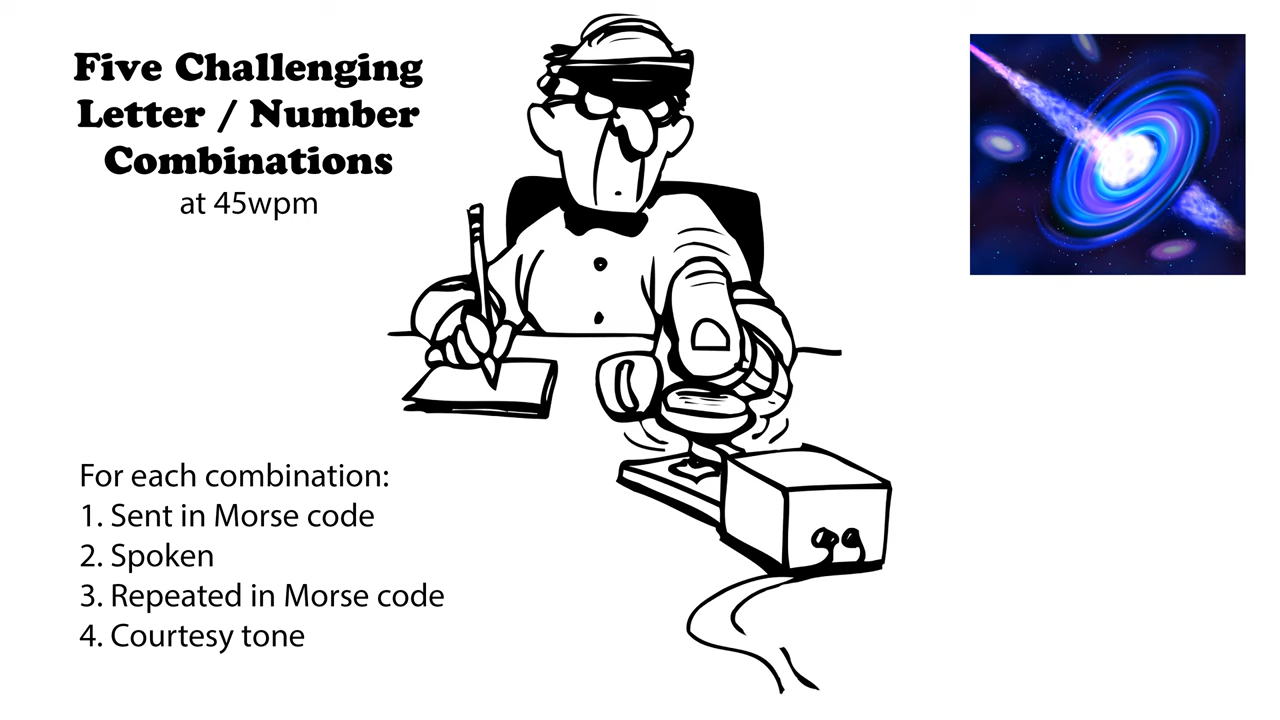 Five Challenging
Letter / Number
Combinations
at 45wpm
For each combination:
1. Sent in Morse code
2. Spoken
3. Repeated in Morse code
4. Courtesy tone